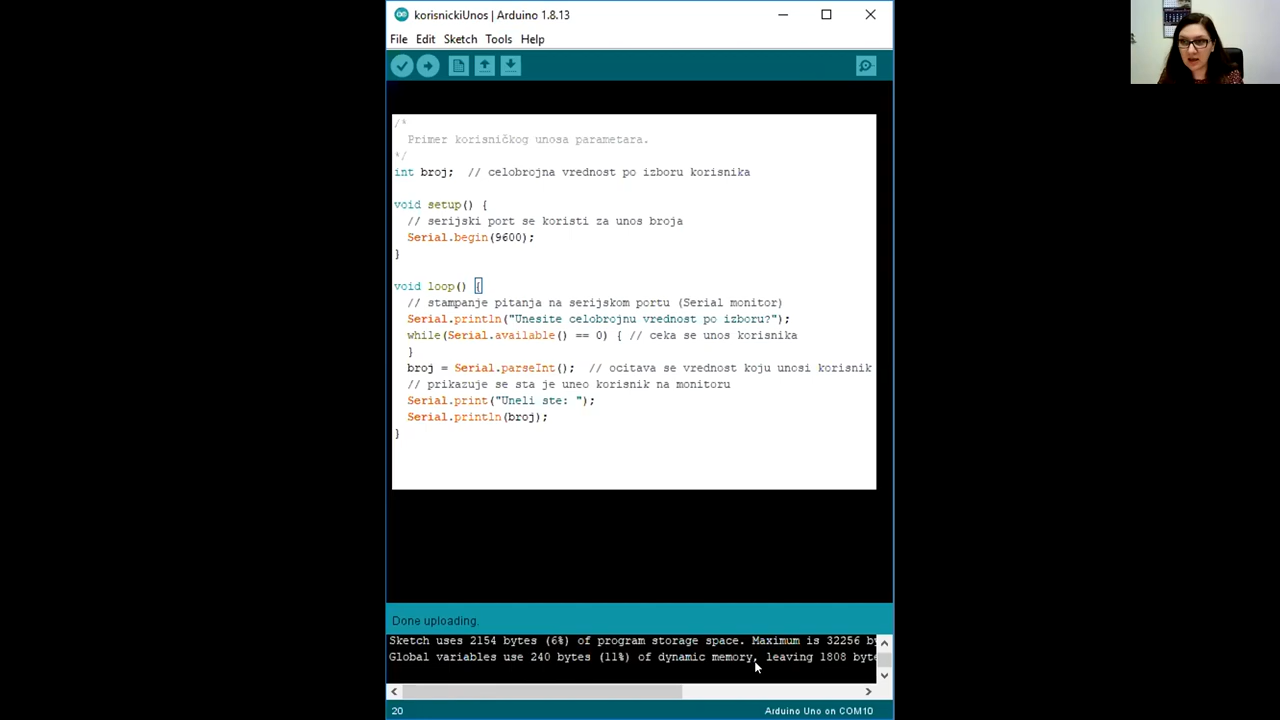 korisnickiUnos | Arduino 1.8.13
File Edit Sketch Tools Help
/*
Primer korisničkog unosa parametara.
*/
int broj; // celobrojna vrednost po izboru korisnika
void setup() {
// serijski port se koristi za unos broja
Serial.begin(9600);
}
void loop() {
// stampanje pitanja na serijskom portu (Serial monitor)
Serial.println("Unesite celobrojnu vrednost po izboru?");
while(Serial.available() == 0) { // ceka se unos korisnika
}
broj = Serial.parseInt(); // ocitava se vrednost koju unosi korisnik
// prikazuje se sta je uneo korisnik na monitoru
Serial.print("Uneli ste: ");
Serial.println(broj);
}
Done uploading.
Sketch uses 2154 bytes (6%) of program storage space. Maximum is 32256 by
Global variables use 240 bytes (11%) of dynamic memory, leaving 1808 byte
20 Arduino Uno on COM10